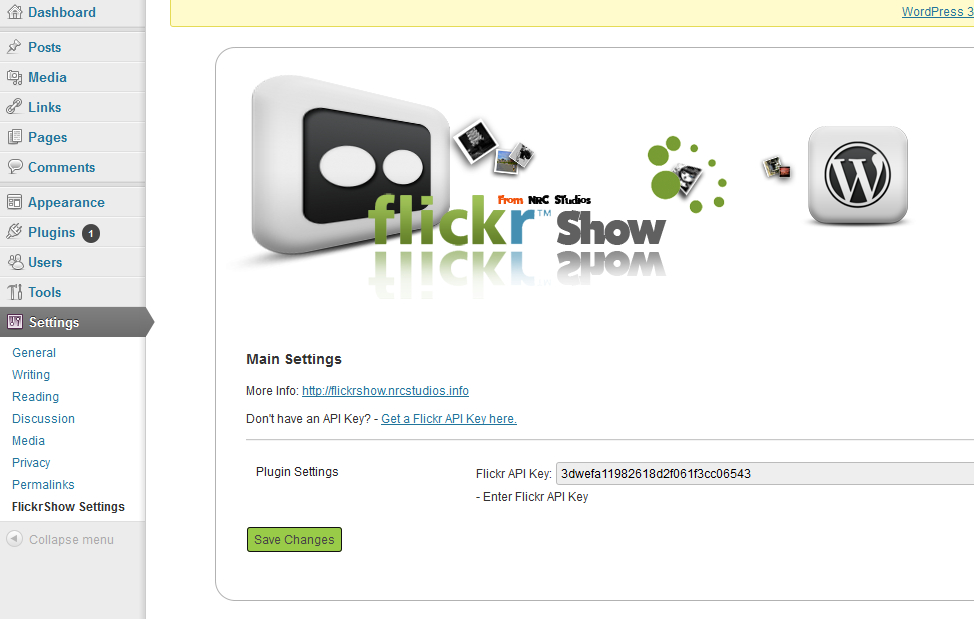 Dashboard
WordPress 3
Posts
Media
Links
Pages
Comments
Appearance
Plugins 1
Users
Tools
Settings
General
Writing
Reading
Discussion
Media
Privacy
Permalinks
FlickrShow Settings
Collapse menu
From NRC Studios
flickr™ Show
W
Main Settings
More Info: http://flickrshow.nrcstudios.info
Don't have an API Key? - Get a Flickr API Key here.
Plugin Settings
Flickr API Key: 3dwefa11982618d2f061f3cc06543
- Enter Flickr API Key
Save Changes